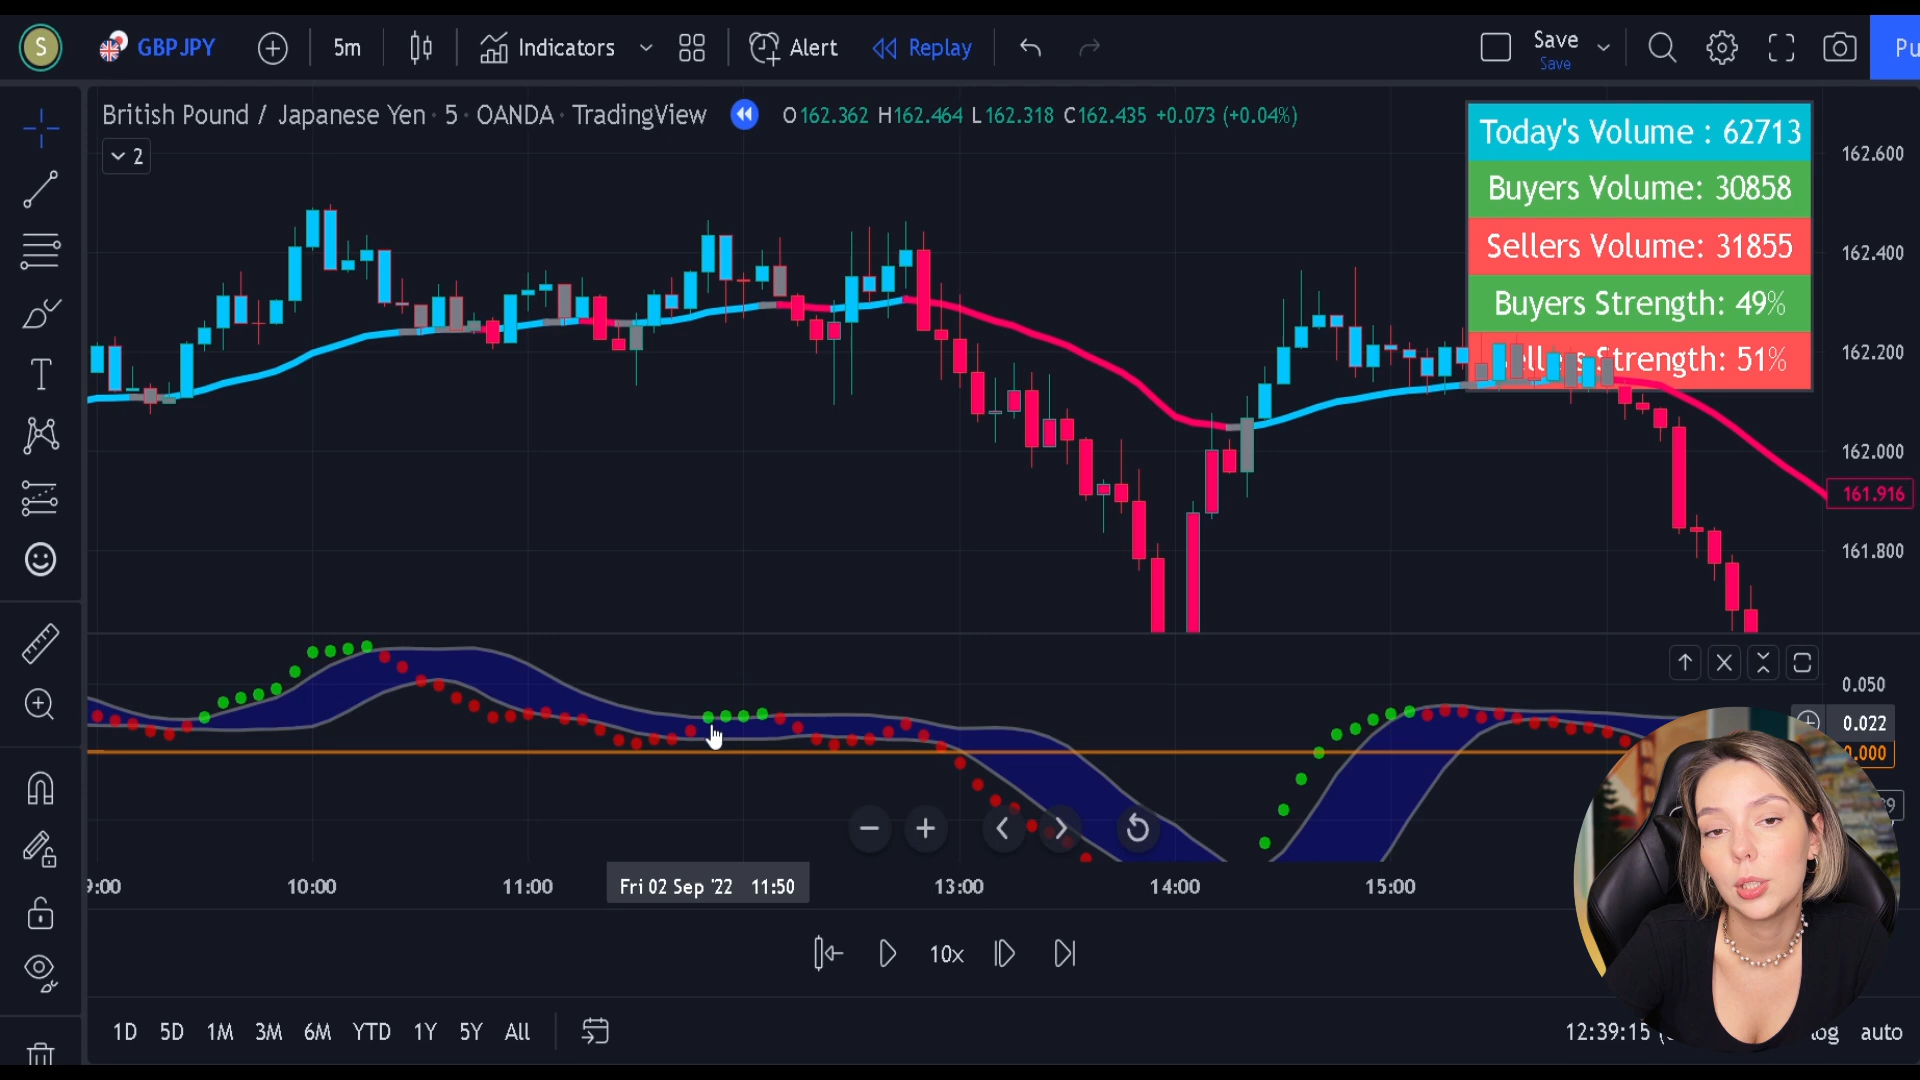 S GBPJPY 5m Indicators Alert Replay Save
Save
Pu
British Pound / Japanese Yen · 5 · OANDA · TradingView O162.362 H162.464 L162.318 C162.435 +0.073 (+0.04%)
2
Today's Volume : 62713
Buyers Volume: 30858
Sellers Volume: 31855
Buyers Strength: 49%
Strength: 51%
162.600
162.400
162.200
162.000
161.916
161.800
0.050
0.022
0.000
10:00 11:00 Fri 02 Sep '22 11:50 13:00 14:00 15:00
10x
1D 5D 1M 3M 6M YTD 1Y 5Y All 12:39:15 log auto